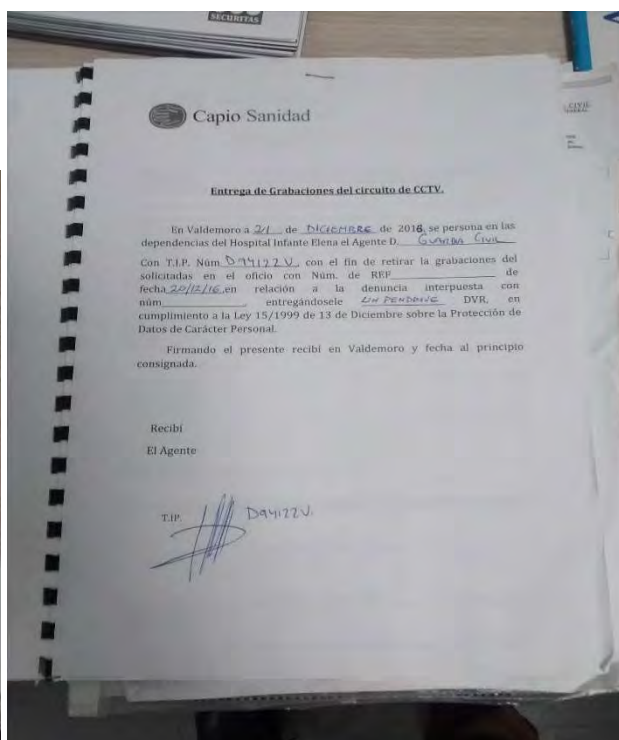 SECURITAS
Capio Sanidad
CIVIL
Entrega de Grabaciones del circuito de CCTV.
En Valdemoro a 21 de DICIEMBRE de 2016 se persona en las
dependencias del Hospital Infante Elena el Agente D. GUARDIA CIVIL
Con T.I.P. Núm D94122V, con el fin de retirar la grabaciones del
solicitadas en el oficio con Núm. de REF de
fecha 20/12/16 en relación a la denuncia interpuesta con
núm entregándosele UN PENDRIVE DVR, en
cumplimiento a la Ley 15/1999 de 13 de Diciembre sobre la Protección de
Datos de Carácter Personal.
Firmando el presente recibí en Valdemoro y fecha al principio
consignada.
Recibí
El Agente
T.IP. D94122V.